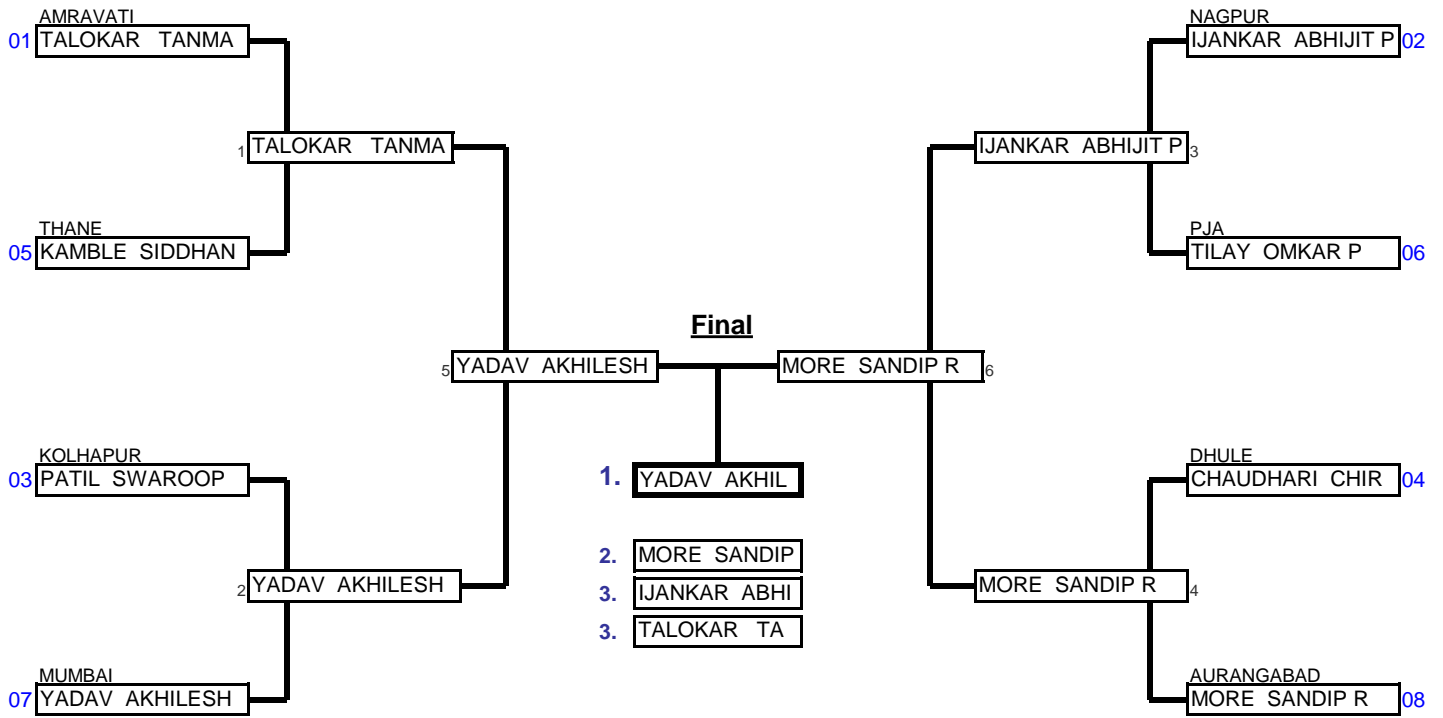 AMRAVATI
01 TALOKAR TANMA
NAGPUR
IJANKAR ABHIJIT P 02
1 TALOKAR TANMA
IJANKAR ABHIJIT P 3
THANE
05 KAMBLE SIDDHAN
PJA
TILAY OMKAR P 06
Final
5 YADAV AKHILESH
MORE SANDIP R 6
KOLHAPUR
03 PATIL SWAROOP
1. YADAV AKHIL
DHULE
CHAUDHARI CHIR 04
2. MORE SANDIP
2 YADAV AKHILESH
3. IJANKAR ABHI
MORE SANDIP R 4
3. TALOKAR TA
MUMBAI
07 YADAV AKHILESH
AURANGABAD
MORE SANDIP R 08